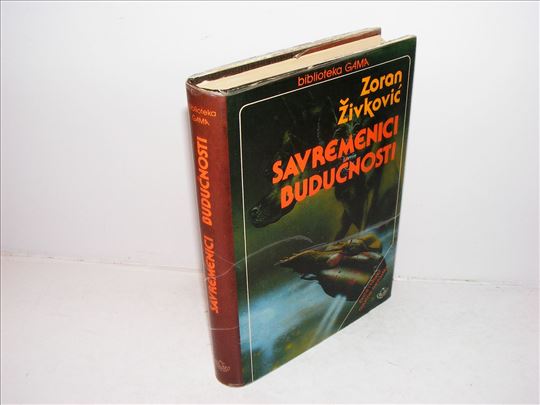 biblioteka
GAMA
SAVREMENICI BUDUĆNOSTI
biblioteka GAMA
Zoran
Živković
SAVREMENICI
BUDUĆNOSTI